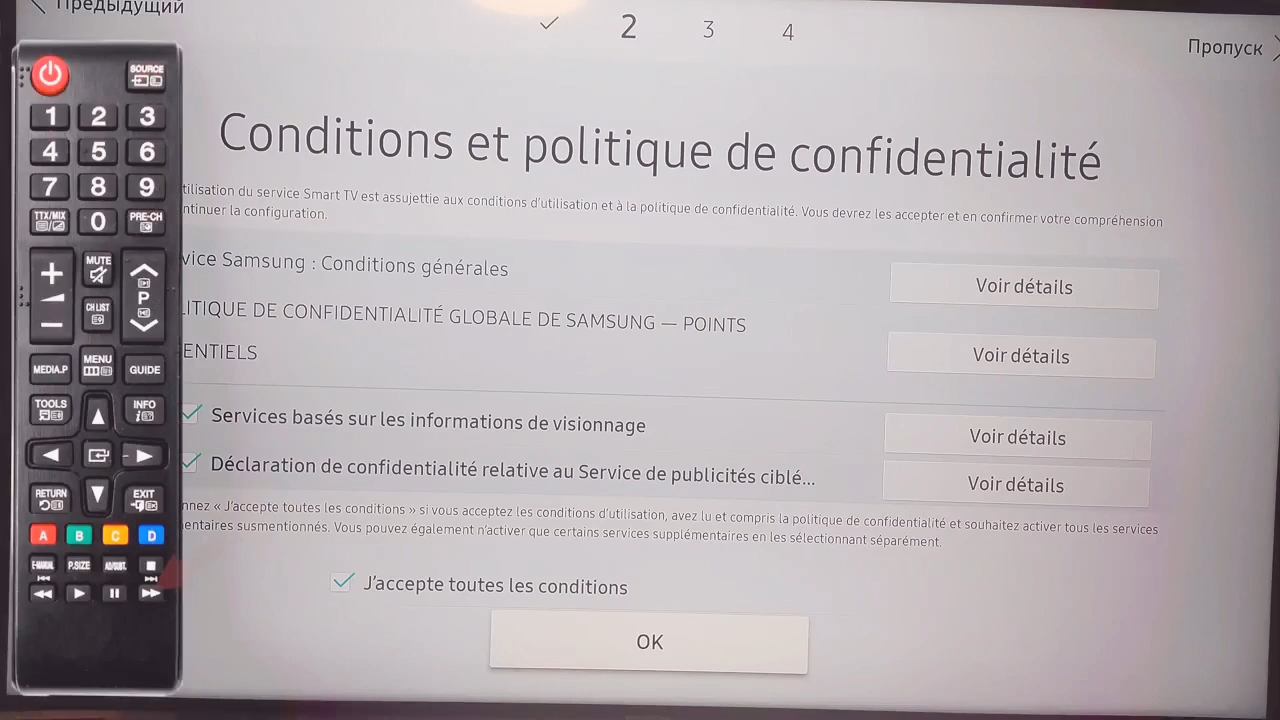 Предыдущий
2 3 4
Пропуск
Conditions et politique de confidentialité
tilisation du service Smart TV est assujettie aux conditions d'utilisation et à la politique de confidentialité. Vous devrez les accepter et en confirmer votre compréhension
ntinuer la configuration.
vice Samsung : Conditions générales
Voir détails
LITIQUE DE CONFIDENTIALITÉ GLOBALE DE SAMSUNG — POINTS
ENTIELS
Voir détails
Services basés sur les informations de visionnage
Voir détails
Déclaration de confidentialité relative au Service de publicités ciblé...
Voir détails
nnez « J'accepte toutes les conditions » si vous acceptez les conditions d'utilisation, avez lu et compris la politique de confidentialité et souhaitez activer tous les services
entaires susmentionnés. Vous pouvez également n'activer que certains services supplémentaires en les sélectionnant séparément.
J'accepte toutes les conditions
OK
SOURCE
1 2 3
4 5 6
7 8 9
TTX/MIX 0 PRE-CH
MUTE
P
CH LIST
MEDIA.P MENU GUIDE
TOOLS INFO
RETURN EXIT
A B C D
E-MANUAL P.SIZE AD/SUBT.